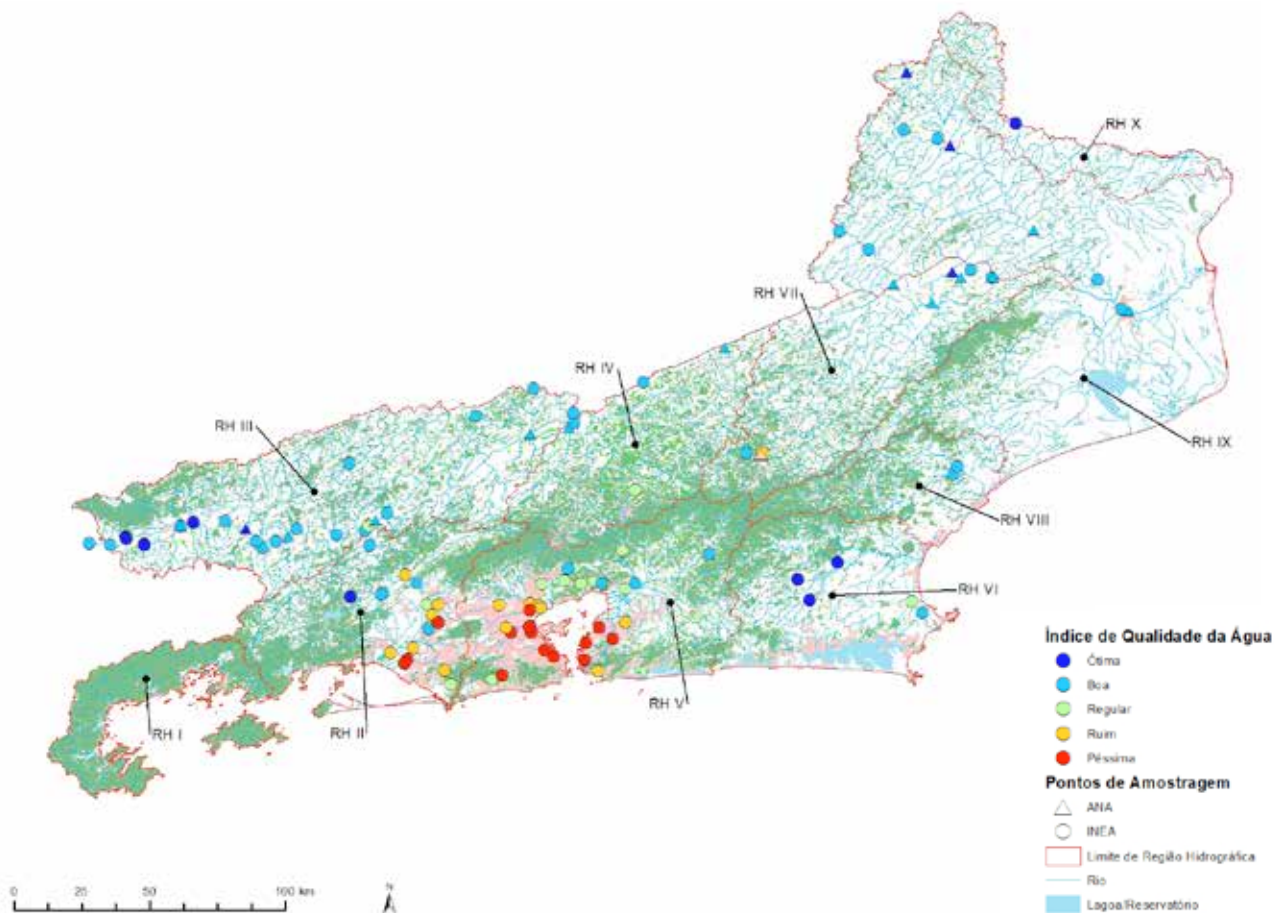 RH X
RH VII
RH IV
RH III
RH IX
RH VIII
RH VI
RH V
RH II
RH I
Índice de Qualidade da Água
Ótima
Boa
Regular
Ruim
Péssima
Pontos de Amostragem
ANA
INEA
Limite de Região Hidrográfica
Rio
Lagoa/Reservatório
0 25 50 100 km
N